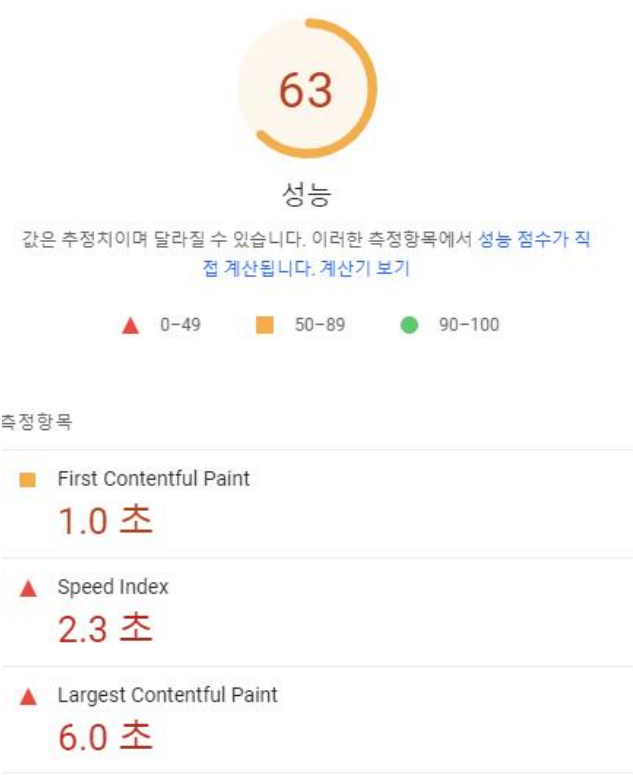 63
성능
값은 추정치이며 달라질 수 있습니다. 이러한 측정항목에서 성능 점수가 직
접 계산됩니다. 계산기 보기
0–49 50–89 90–100
측정항목
First Contentful Paint
1.0 초
Speed Index
2.3 초
Largest Contentful Paint
6.0 초